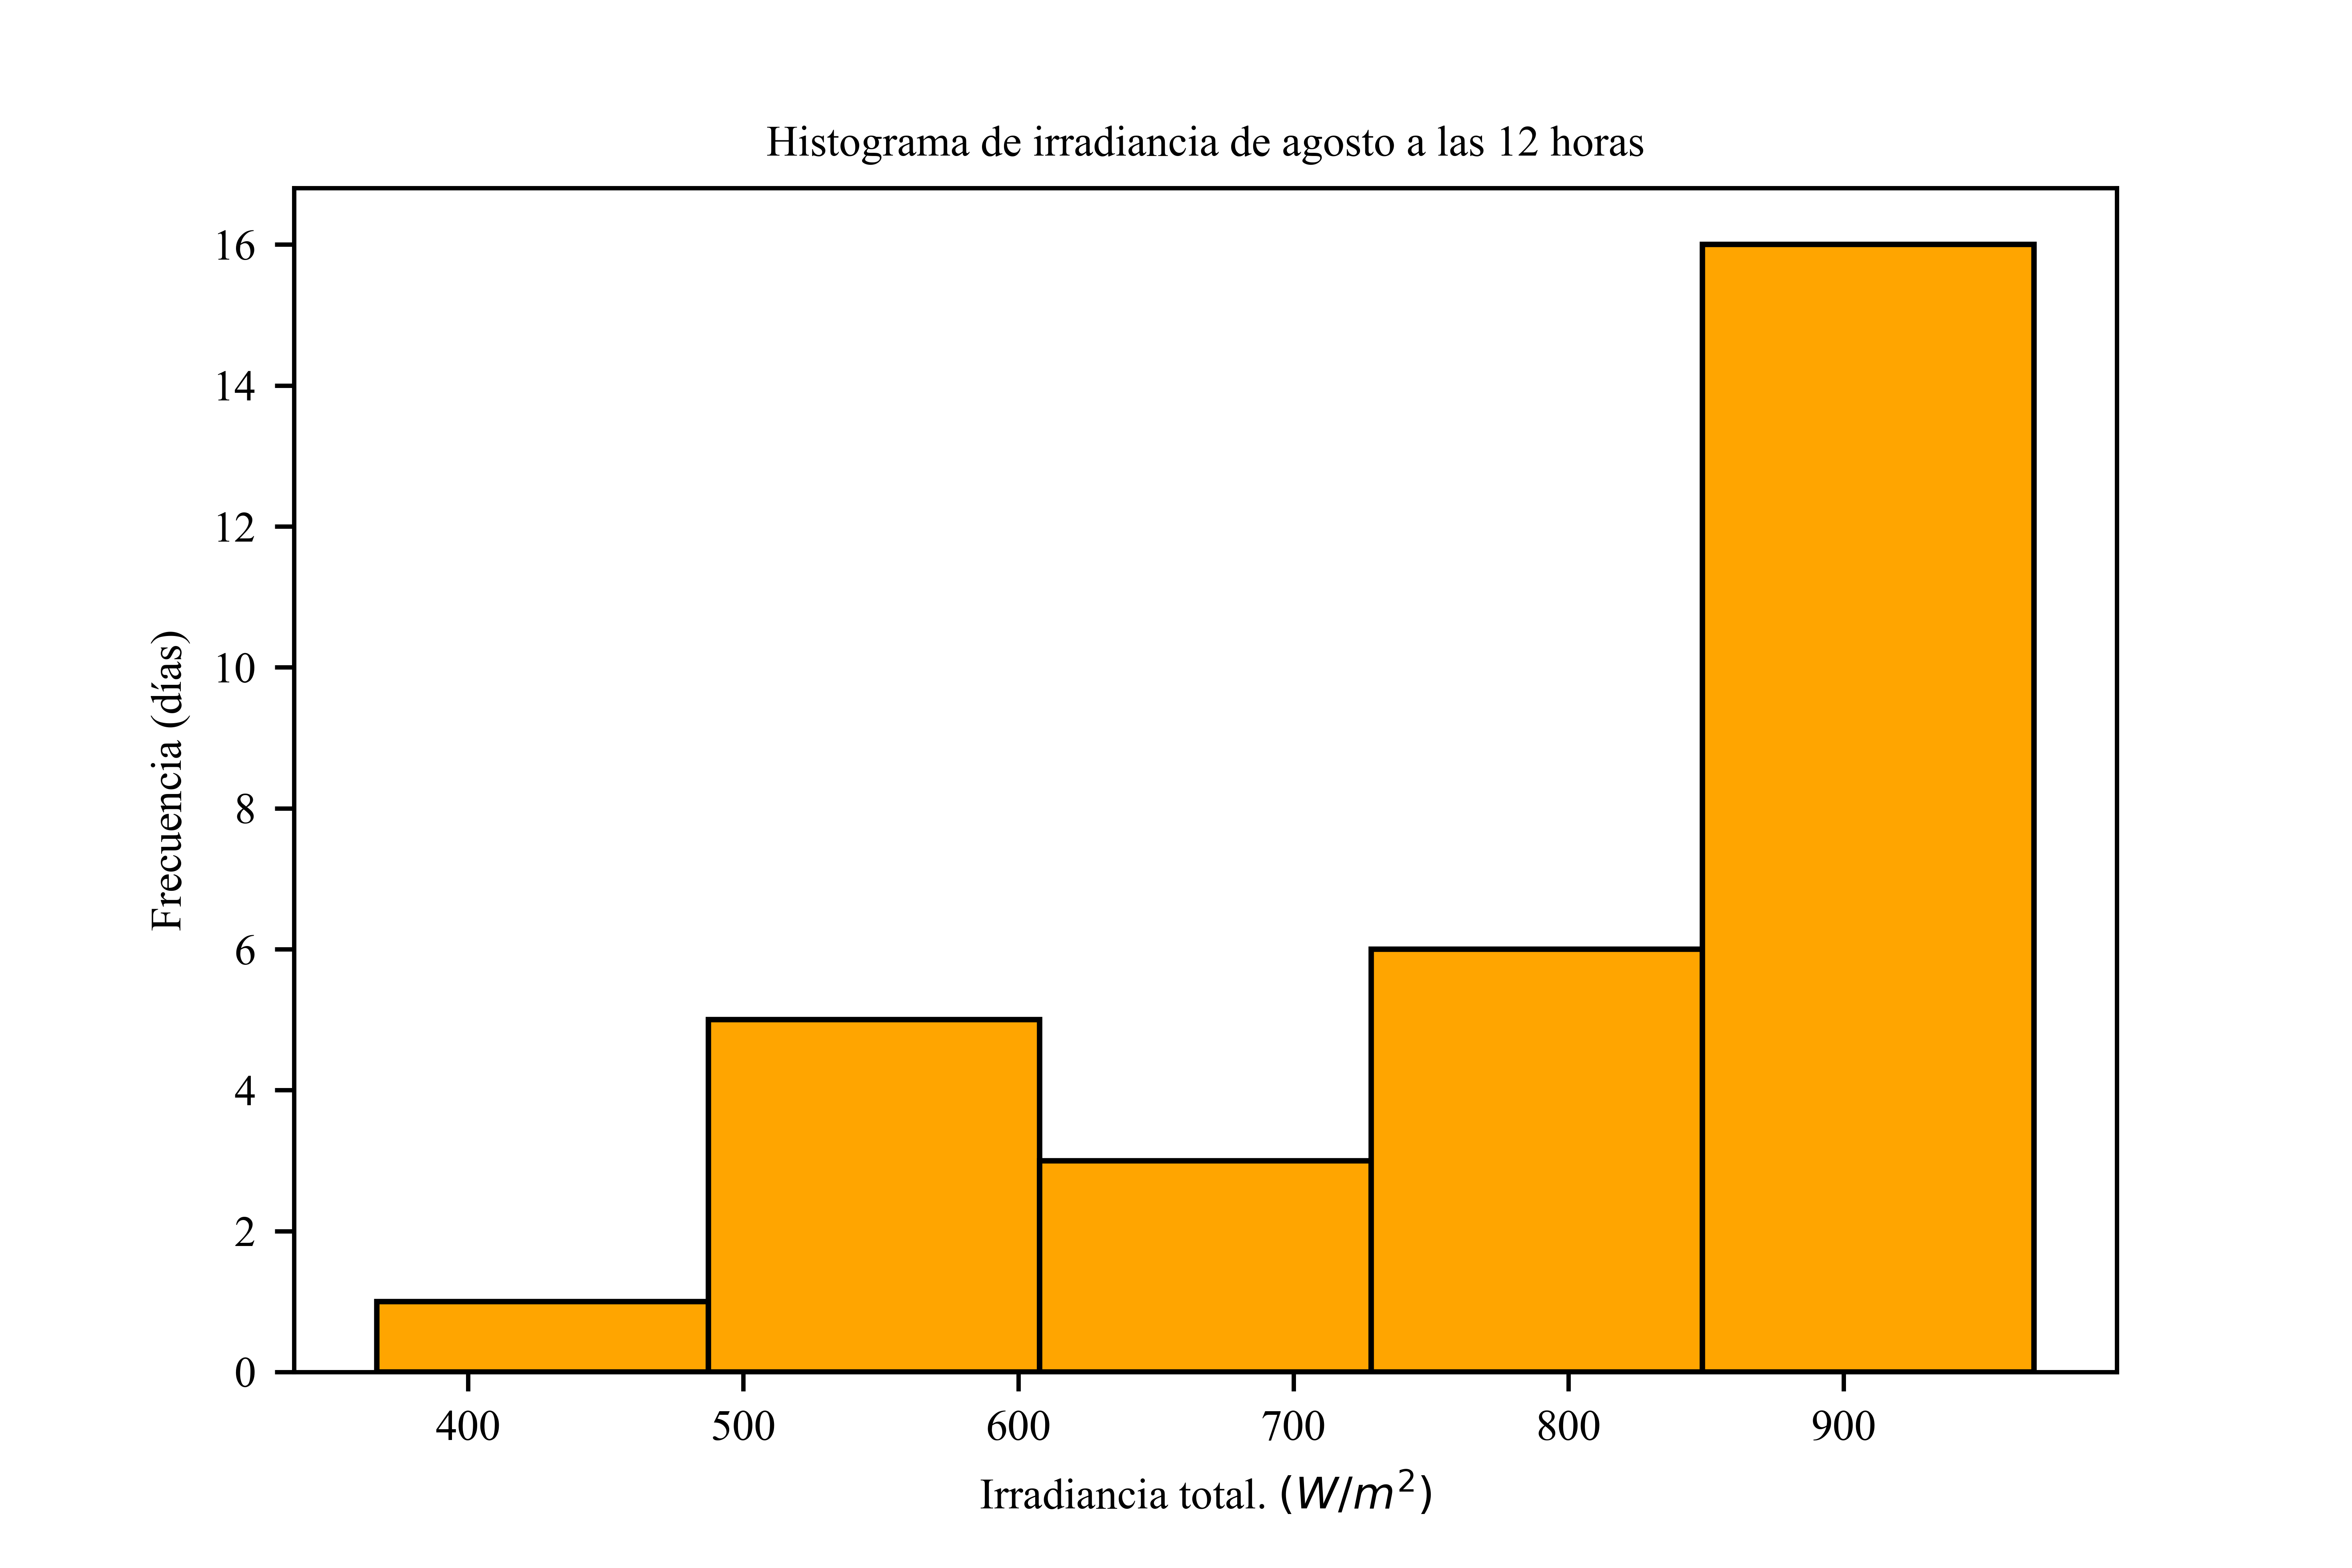 Histograma de irradiancia de agosto a las 12 horas
Frecuencia (días)
16
14
12
10
8
6
4
2
0
400 500 600 700 800 900
Irradiancia total. (W/m²)